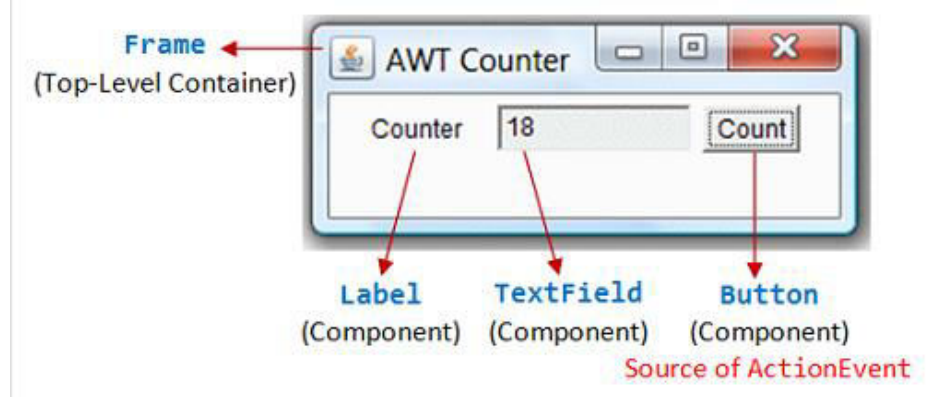 Frame
(Top-Level Container)
AWT Counter
Counter 18 Count
Label TextField Button
(Component) (Component) (Component)
Source of ActionEvent